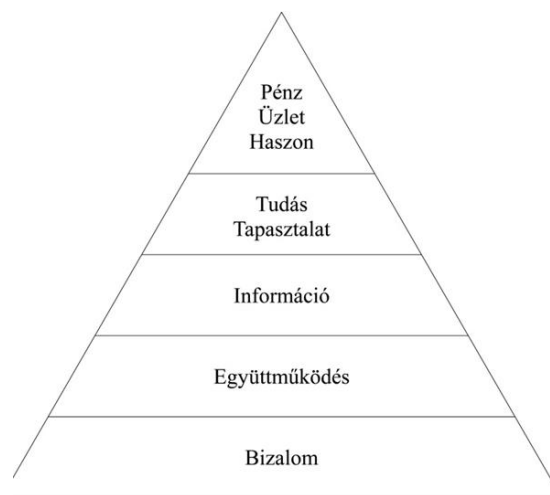 Pénz
Üzlet
Haszon
Tudás
Tapasztalat
Információ
Együttműködés
Bizalom